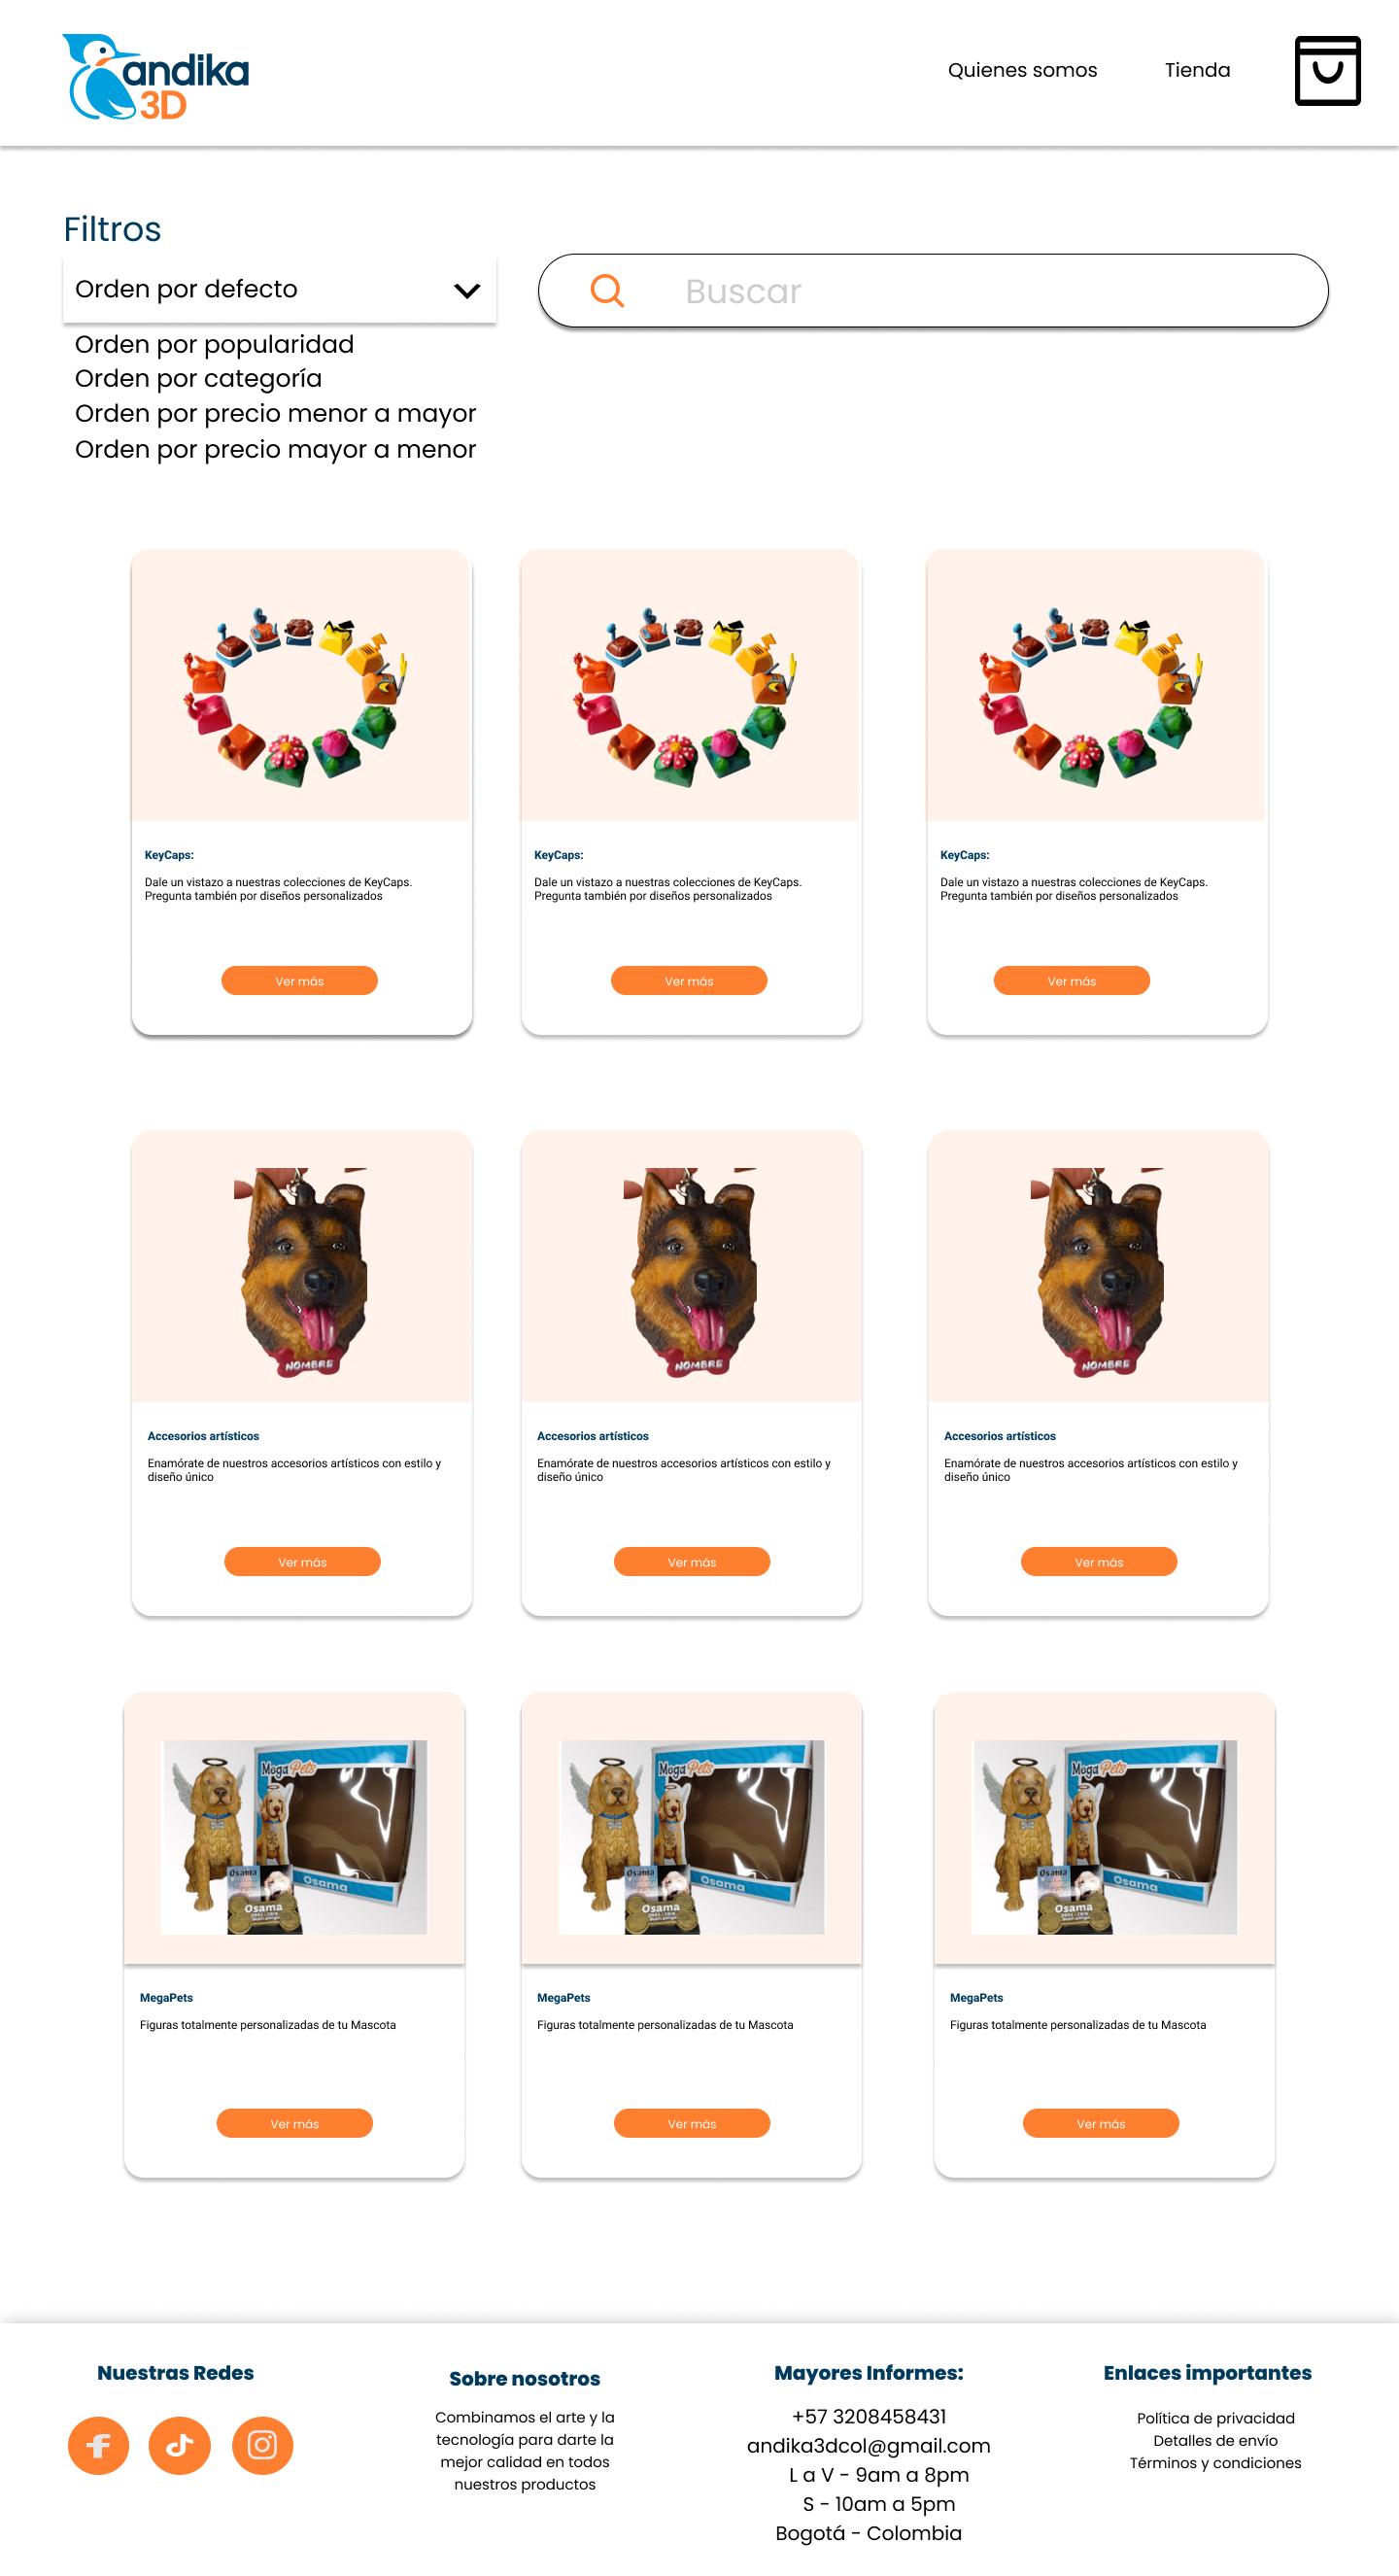 andika
3D
Quienes somos
Tienda
Filtros
Orden por defecto
Buscar
Orden por popularidad
Orden por categoría
Orden por precio menor a mayor
Orden por precio mayor a menor
KeyCaps:
Dale un vistazo a nuestras colecciones de KeyCaps.
Pregunta también por diseños personalizados
Ver más
KeyCaps:
Dale un vistazo a nuestras colecciones de KeyCaps.
Pregunta también por diseños personalizados
Ver más
KeyCaps:
Dale un vistazo a nuestras colecciones de KeyCaps.
Pregunta también por diseños personalizados
Ver más
NOMBRE
Accesorios artísticos
Enamórate de nuestros accesorios artísticos con estilo y
diseño único
Ver más
NOMBRE
Accesorios artísticos
Enamórate de nuestros accesorios artísticos con estilo y
diseño único
Ver más
NOMBRE
Accesorios artísticos
Enamórate de nuestros accesorios artísticos con estilo y
diseño único
Ver más
Mega Pets
Osama
Osama
Osama
MegaPets
Figuras totalmente personalizadas de tu Mascota
Ver más
Mega Pets
Osama
Osama
Osama
MegaPets
Figuras totalmente personalizadas de tu Mascota
Ver más
Mega Pets
Osama
Osama
Osama
MegaPets
Figuras totalmente personalizadas de tu Mascota
Ver más
Nuestras Redes
Sobre nosotros
Combinamos el arte y la
tecnología para darte la
mejor calidad en todos
nuestros productos
Mayores Informes:
+57 3208458431
andika3dcol@gmail.com
L a V - 9am a 8pm
S - 10am a 5pm
Bogotá - Colombia
Enlaces importantes
Política de privacidad
Detalles de envío
Términos y condiciones